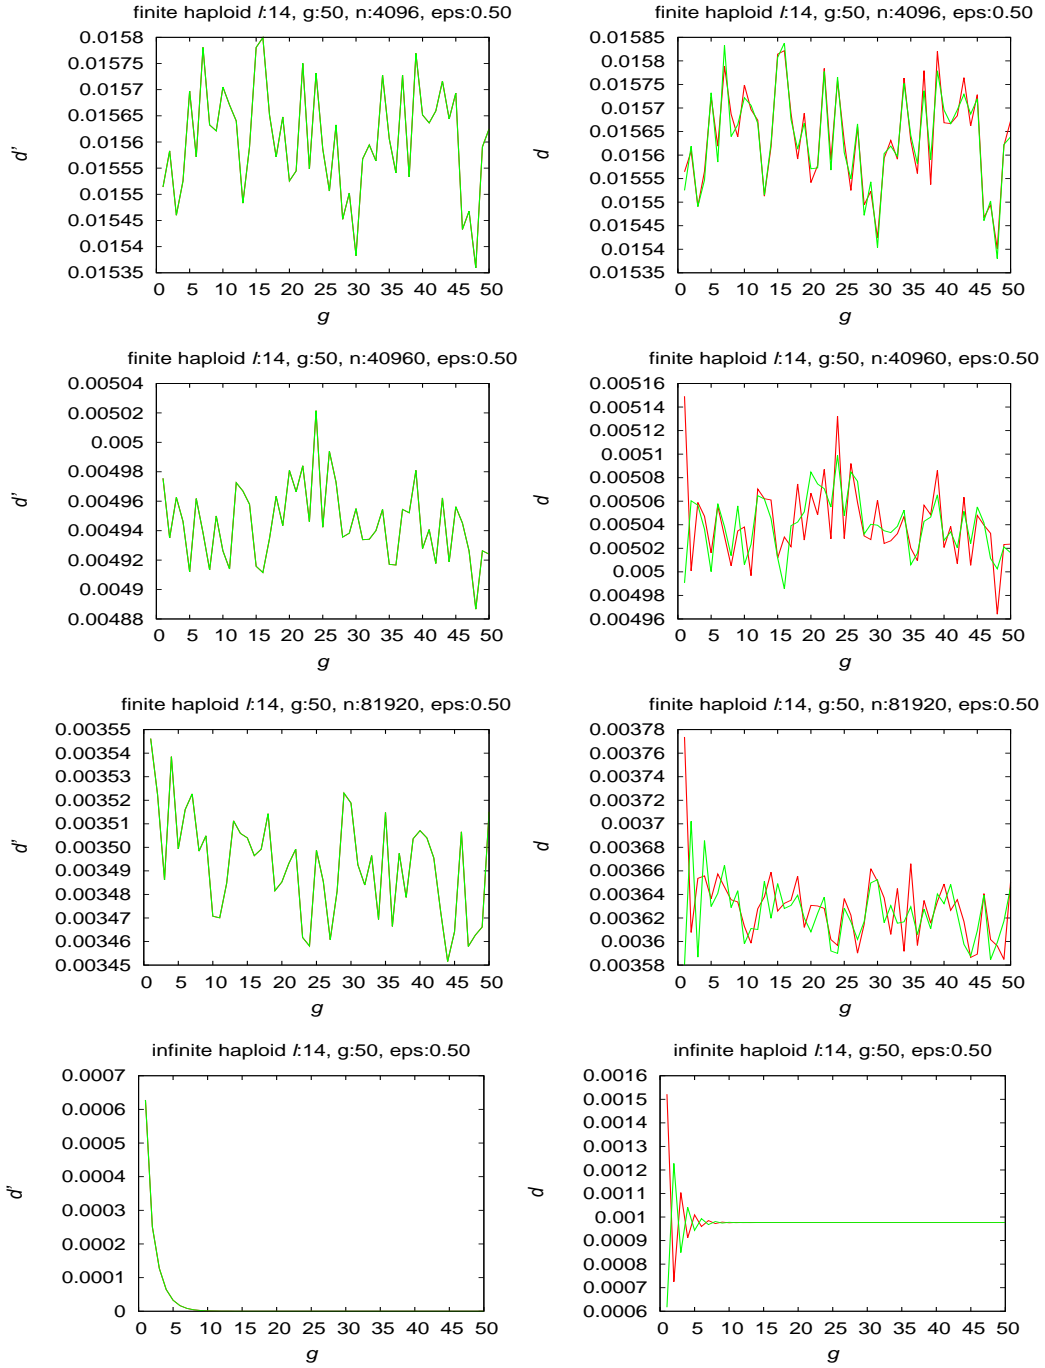 finite haploid l:14, g:50, n:4096, eps:0.50
0.0158
0.01575
0.0157
0.01565
0.0156
0.01555
0.0155
0.01545
0.0154
0.01535
d'
0 5 10 15 20 25 30 35 40 45 50
g
finite haploid l:14, g:50, n:4096, eps:0.50
0.01585
0.0158
0.01575
0.0157
0.01565
0.0156
0.01555
0.0155
0.01545
0.0154
0.01535
d
0 5 10 15 20 25 30 35 40 45 50
g
finite haploid l:14, g:50, n:40960, eps:0.50
0.00504
0.00502
0.005
0.00498
0.00496
0.00494
0.00492
0.0049
0.00488
d'
0 5 10 15 20 25 30 35 40 45 50
g
finite haploid l:14, g:50, n:40960, eps:0.50
0.00516
0.00514
0.00512
0.0051
0.00508
0.00506
0.00504
0.00502
0.005
0.00498
0.00496
d
0 5 10 15 20 25 30 35 40 45 50
g
finite haploid l:14, g:50, n:81920, eps:0.50
0.00355
0.00354
0.00353
0.00352
0.00351
0.00350
0.00349
0.00348
0.00347
0.00346
0.00345
d'
0 5 10 15 20 25 30 35 40 45 50
g
finite haploid l:14, g:50, n:81920, eps:0.50
0.00378
0.00376
0.00374
0.00372
0.0037
0.00368
0.00366
0.00364
0.00362
0.0036
0.00358
d
0 5 10 15 20 25 30 35 40 45 50
g
infinite haploid l:14, g:50, eps:0.50
0.0007
0.0006
0.0005
0.0004
0.0003
0.0002
0.0001
0
d'
0 5 10 15 20 25 30 35 40 45 50
g
infinite haploid l:14, g:50, eps:0.50
0.0016
0.0015
0.0014
0.0013
0.0012
0.0011
0.001
0.0009
0.0008
0.0007
0.0006
d
0 5 10 15 20 25 30 35 40 45 50
g